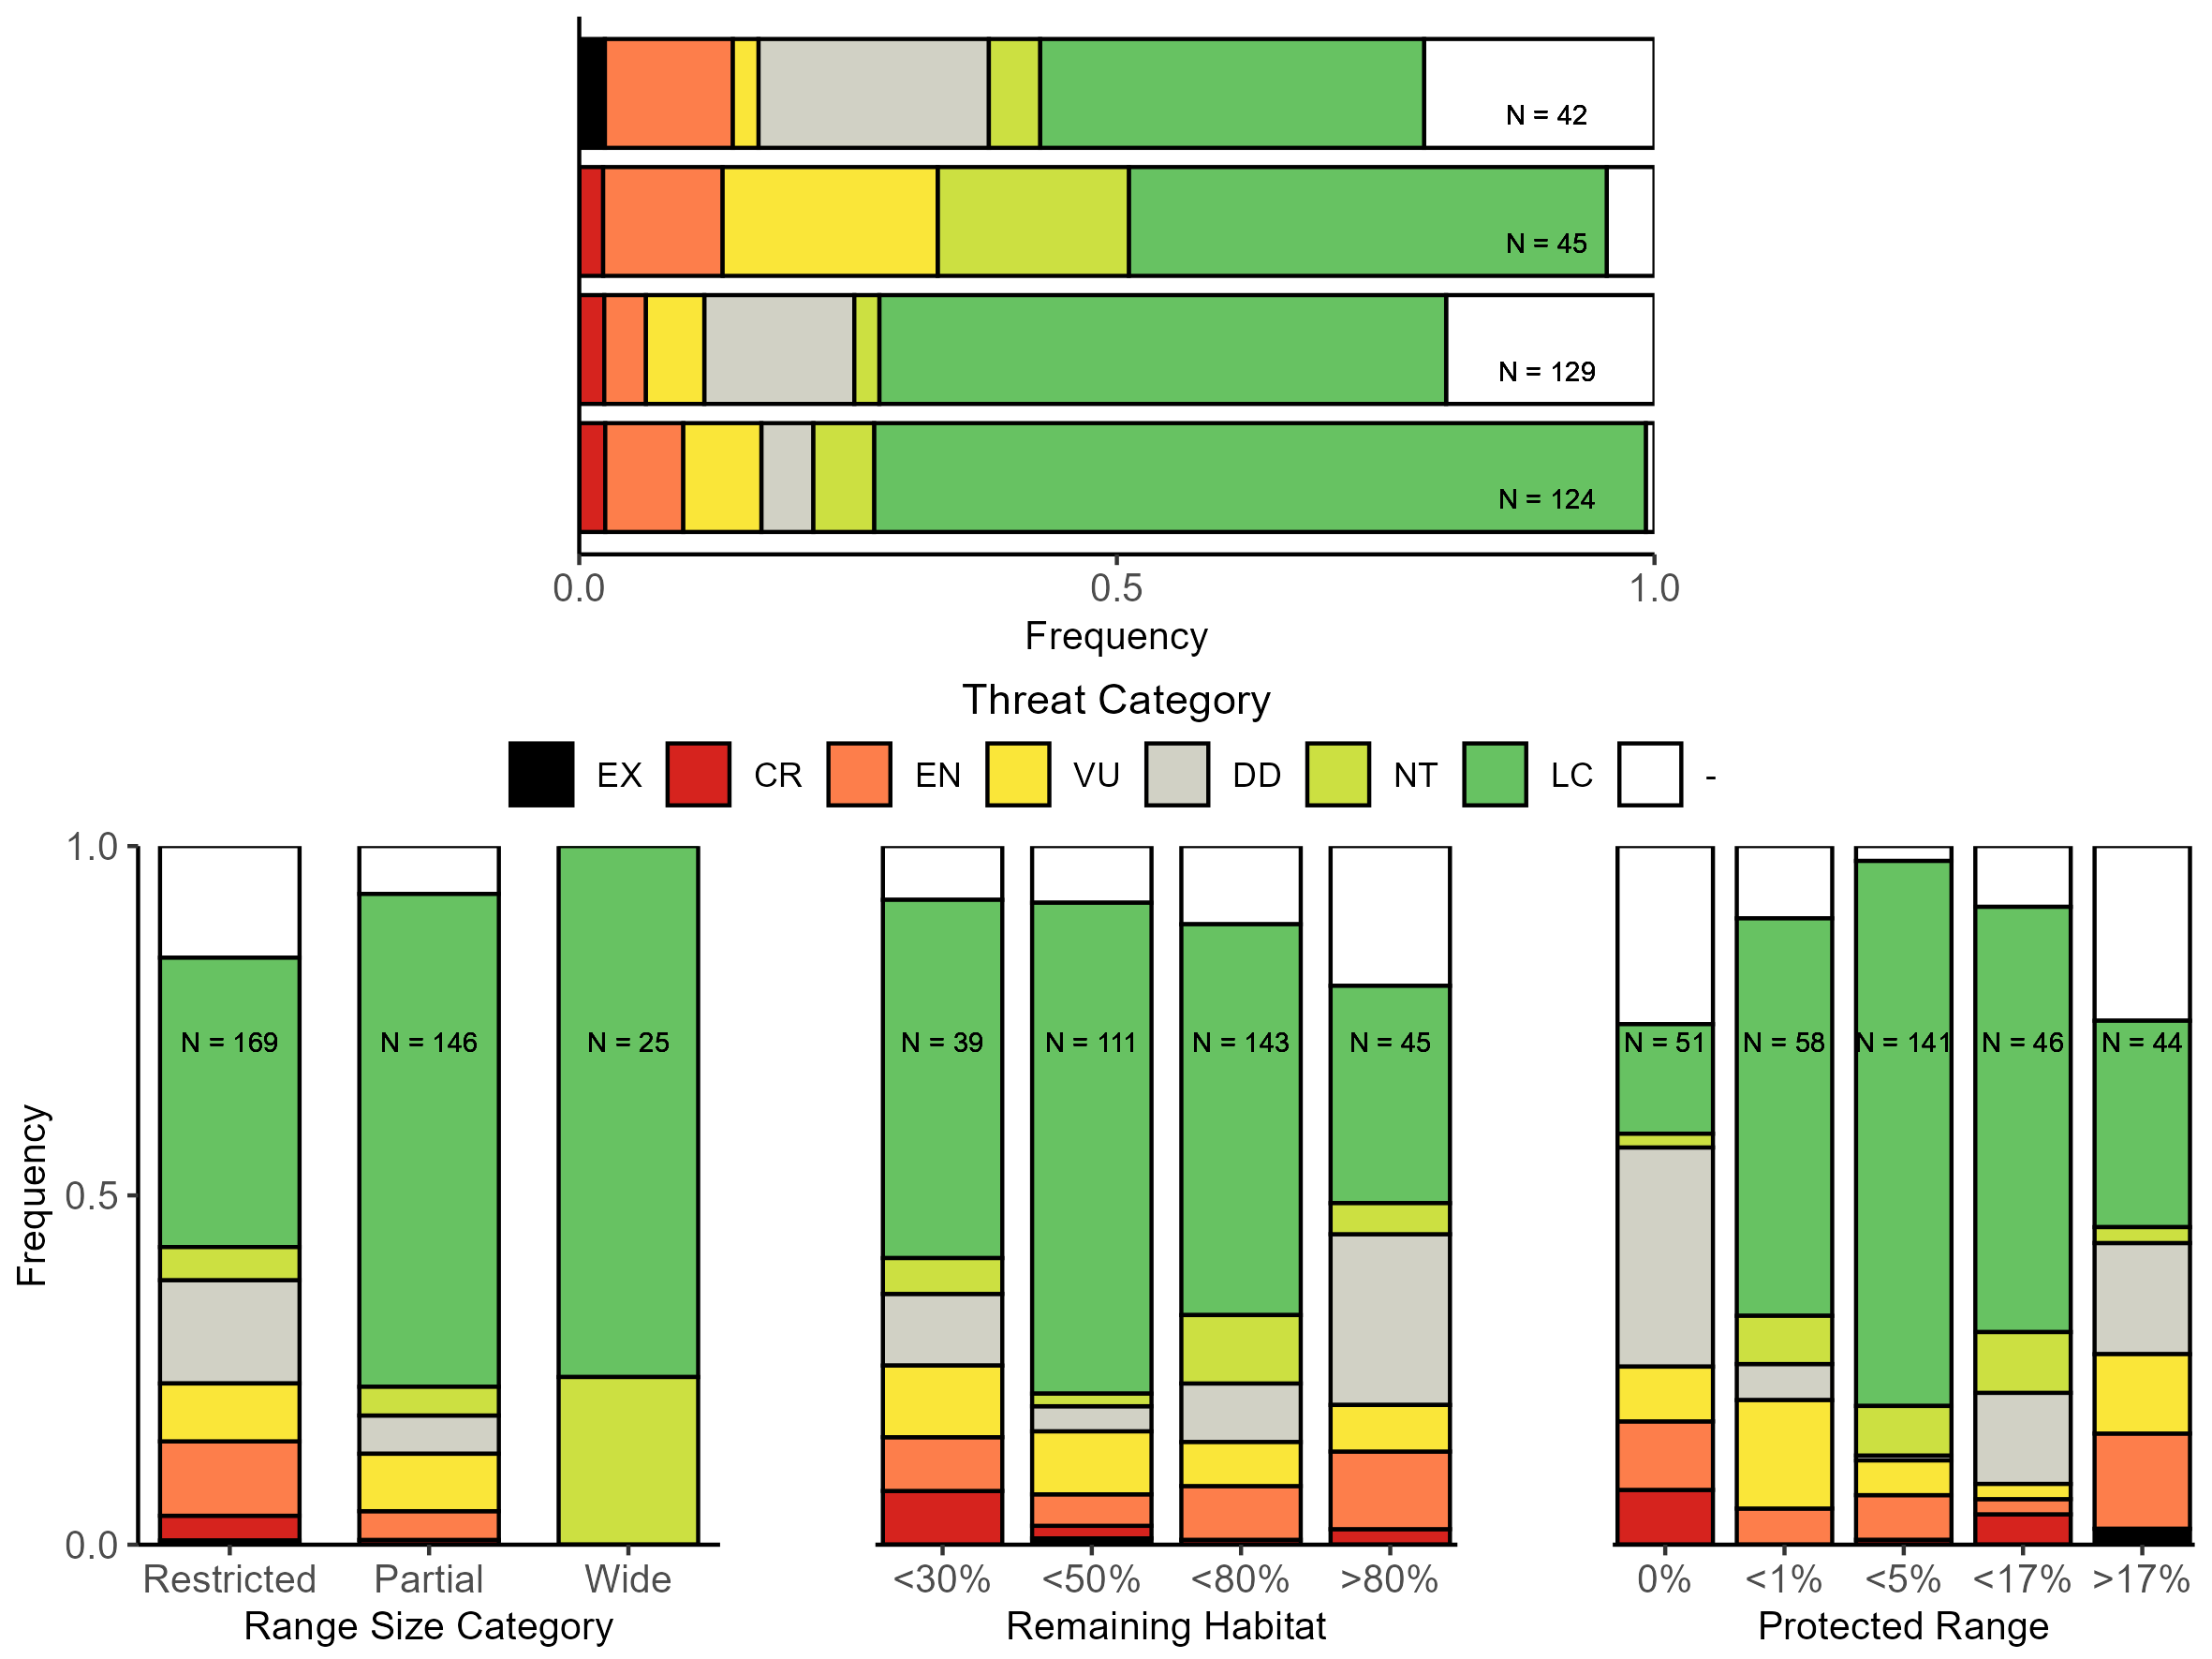 N = 42
N = 45
N = 129
N = 124
0.0 0.5 1.0
Frequency
Threat Category
EX CR EN VU DD NT LC -
1.0
0.5
0.0
Frequency
N = 169 N = 146 N = 25
Restricted Partial Wide
Range Size Category
N = 39 N = 111 N = 143 N = 45
<30% <50% <80% >80%
Remaining Habitat
N = 51 N = 58 N = 141 N = 46 N = 44
0% <1% <5% <17% >17%
Protected Range